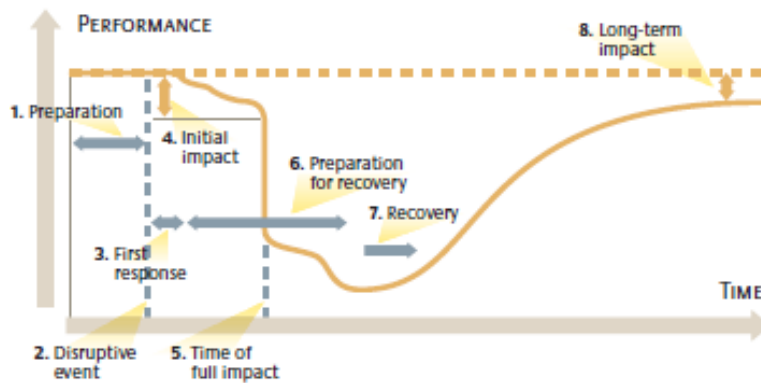 PERFORMANCE
8. Long-term
impact
1. Preparation
4. Initial
impact
6. Preparation
for recovery
7. Recovery
3. First
response
TIME
2. Disruptive
event
5. Time of
full impact